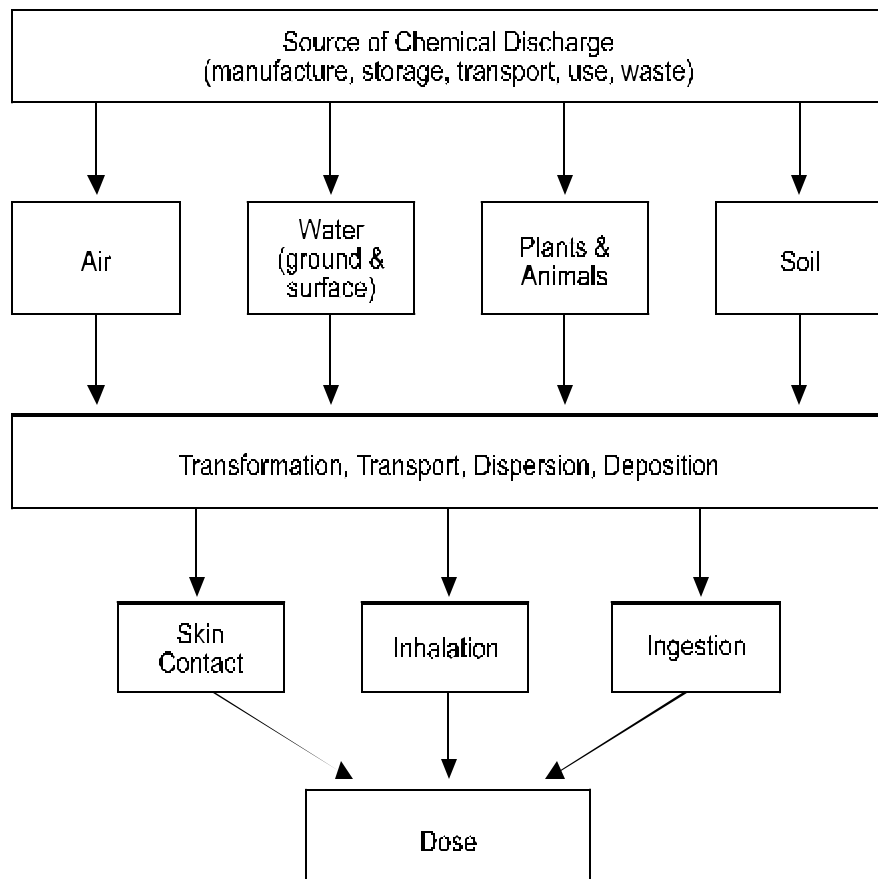 Source of Chemical Discharge
(manufacture, storage, transport, use, waste)
Air
Water
(ground &
surface)
Plants &
Animals
Soil
Transformation, Transport, Dispersion, Deposition
Skin
Contact
Inhalation
Ingestion
Dose